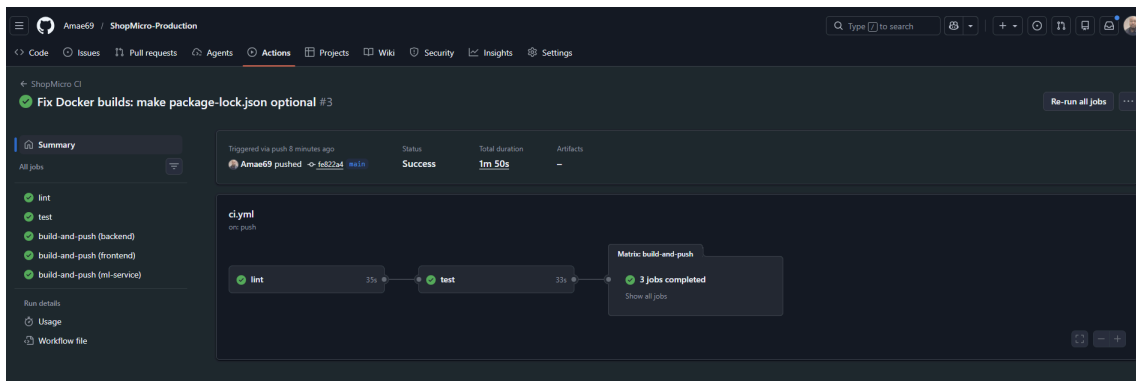 Amae69 / ShopMicro-Production
Type / to search
Code Issues Pull requests Agents Actions Projects Wiki Security Insights Settings
← ShopMicro CI
Fix Docker builds: make package-lock.json optional #3
Re-run all jobs
Summary
All jobs
lint
test
build-and-push (backend)
build-and-push (frontend)
build-and-push (ml-service)
Run details
Usage
Workflow file
Triggered via push 8 minutes ago
Amae69 pushed fe822a4 main
Status
Success
Total duration
1m 50s
Artifacts
–
ci.yml
on: push
lint 35s
test 33s
Matrix: build-and-push
3 jobs completed
Show all jobs